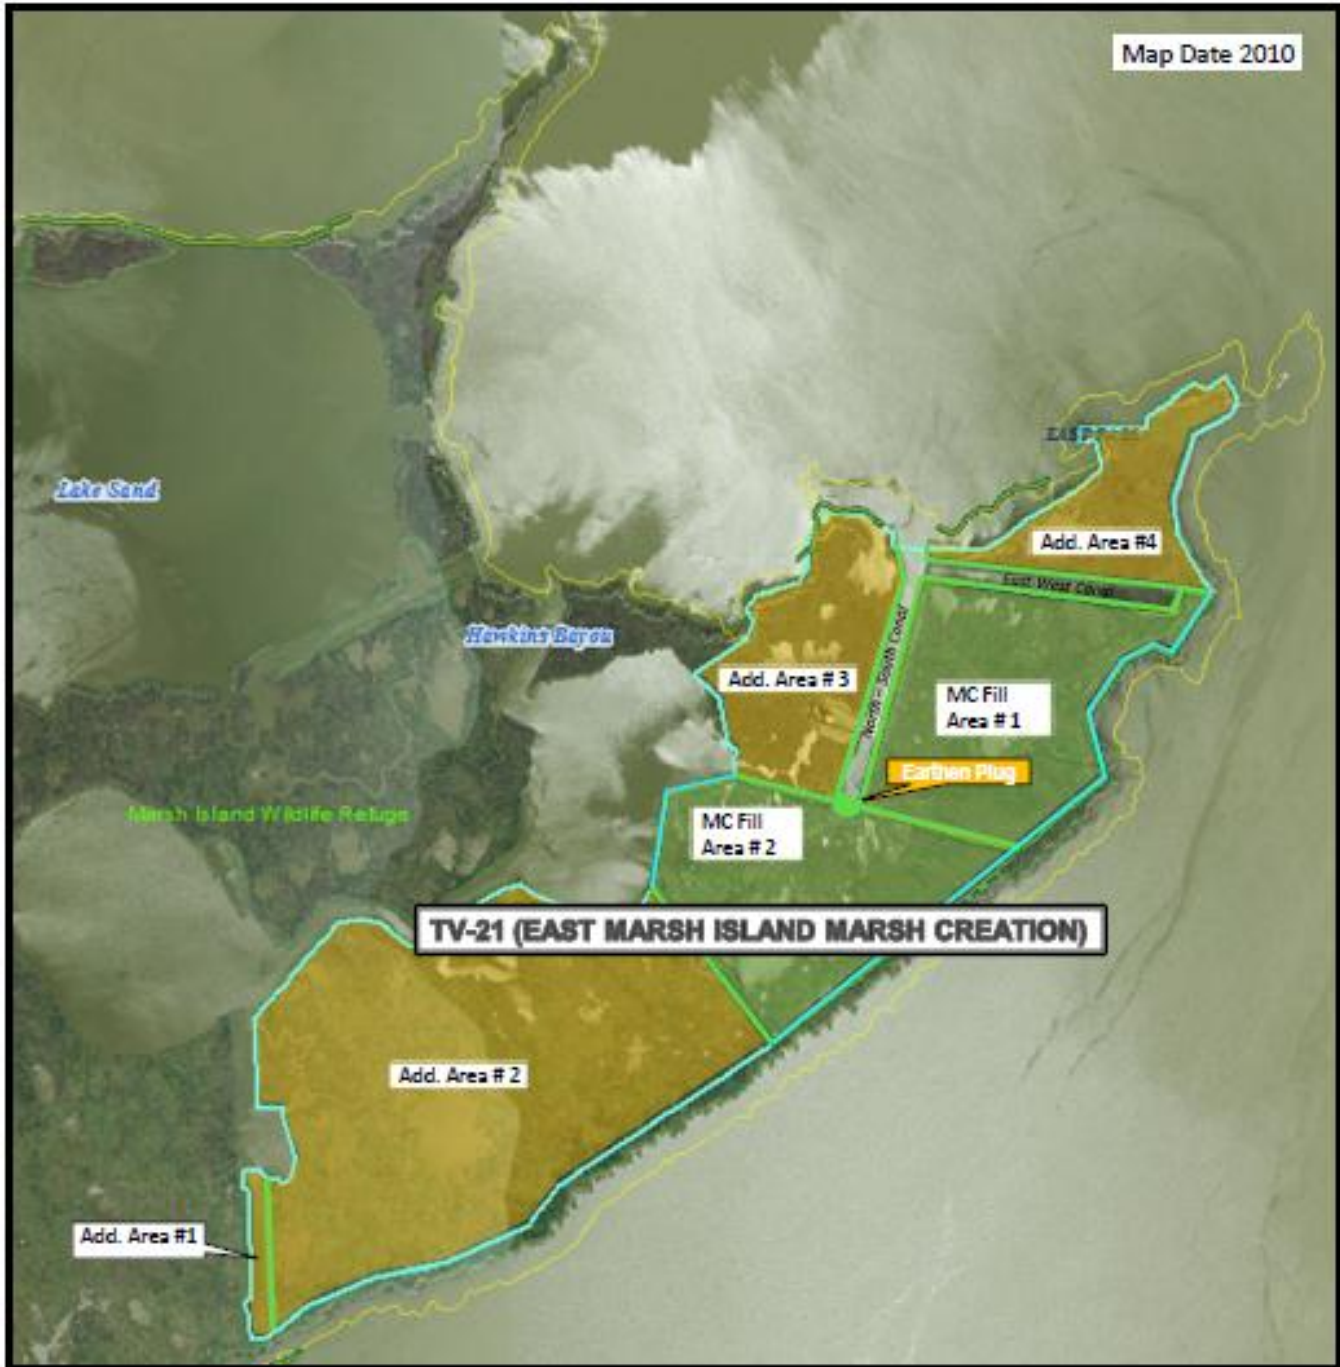 Map Date 2010
EAST
Lake Sand
Add. Area #4
East West Canal
Hawkins Bayou
North - South Canal
Add. Area # 3
MC Fill
Area # 1
Earthen Plug
Marsh Island Wildlife Refuge
MC Fill
Area # 2
TV-21 (EAST MARSH ISLAND MARSH CREATION)
Add. Area # 2
Add. Area #1